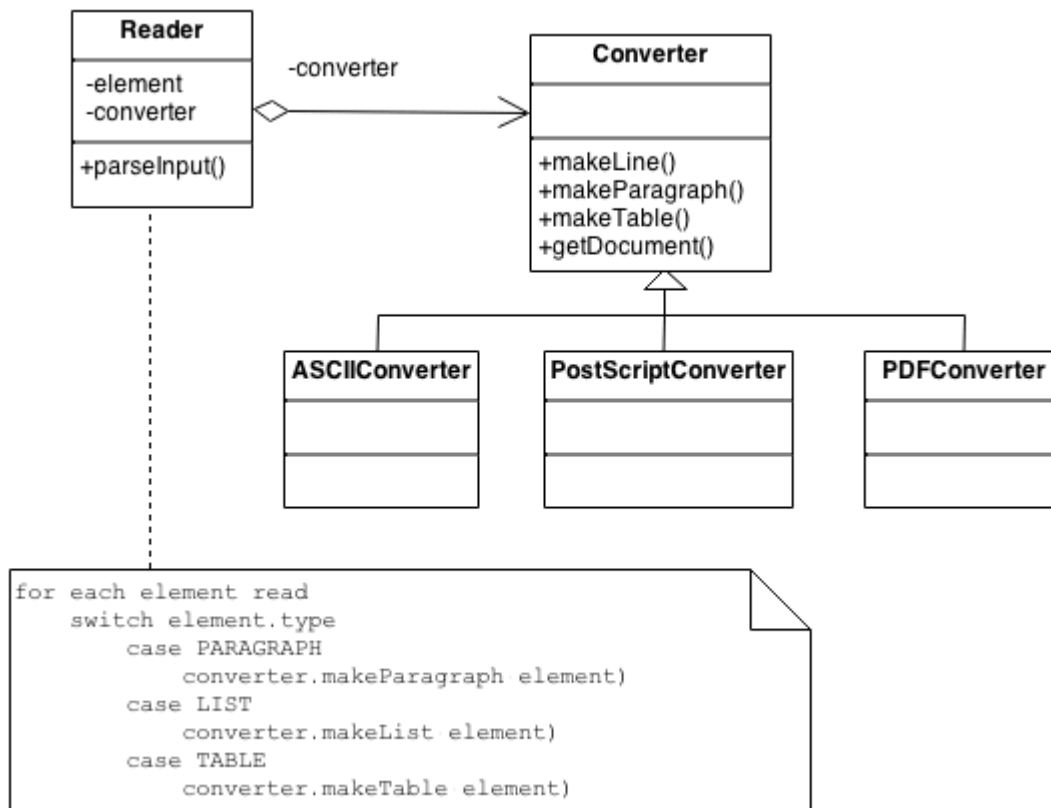 Reader
-element
-converter
+parseInput()
-converter
Converter
+makeLine()
+makeParagraph()
+makeTable()
+getDocument()
ASCIIConverter
PostScriptConverter
PDFConverter
for each element read
switch element.type
case PARAGRAPH
converter.makeParagraph element)
case LIST
converter.makeList element)
case TABLE
converter.makeTable element)